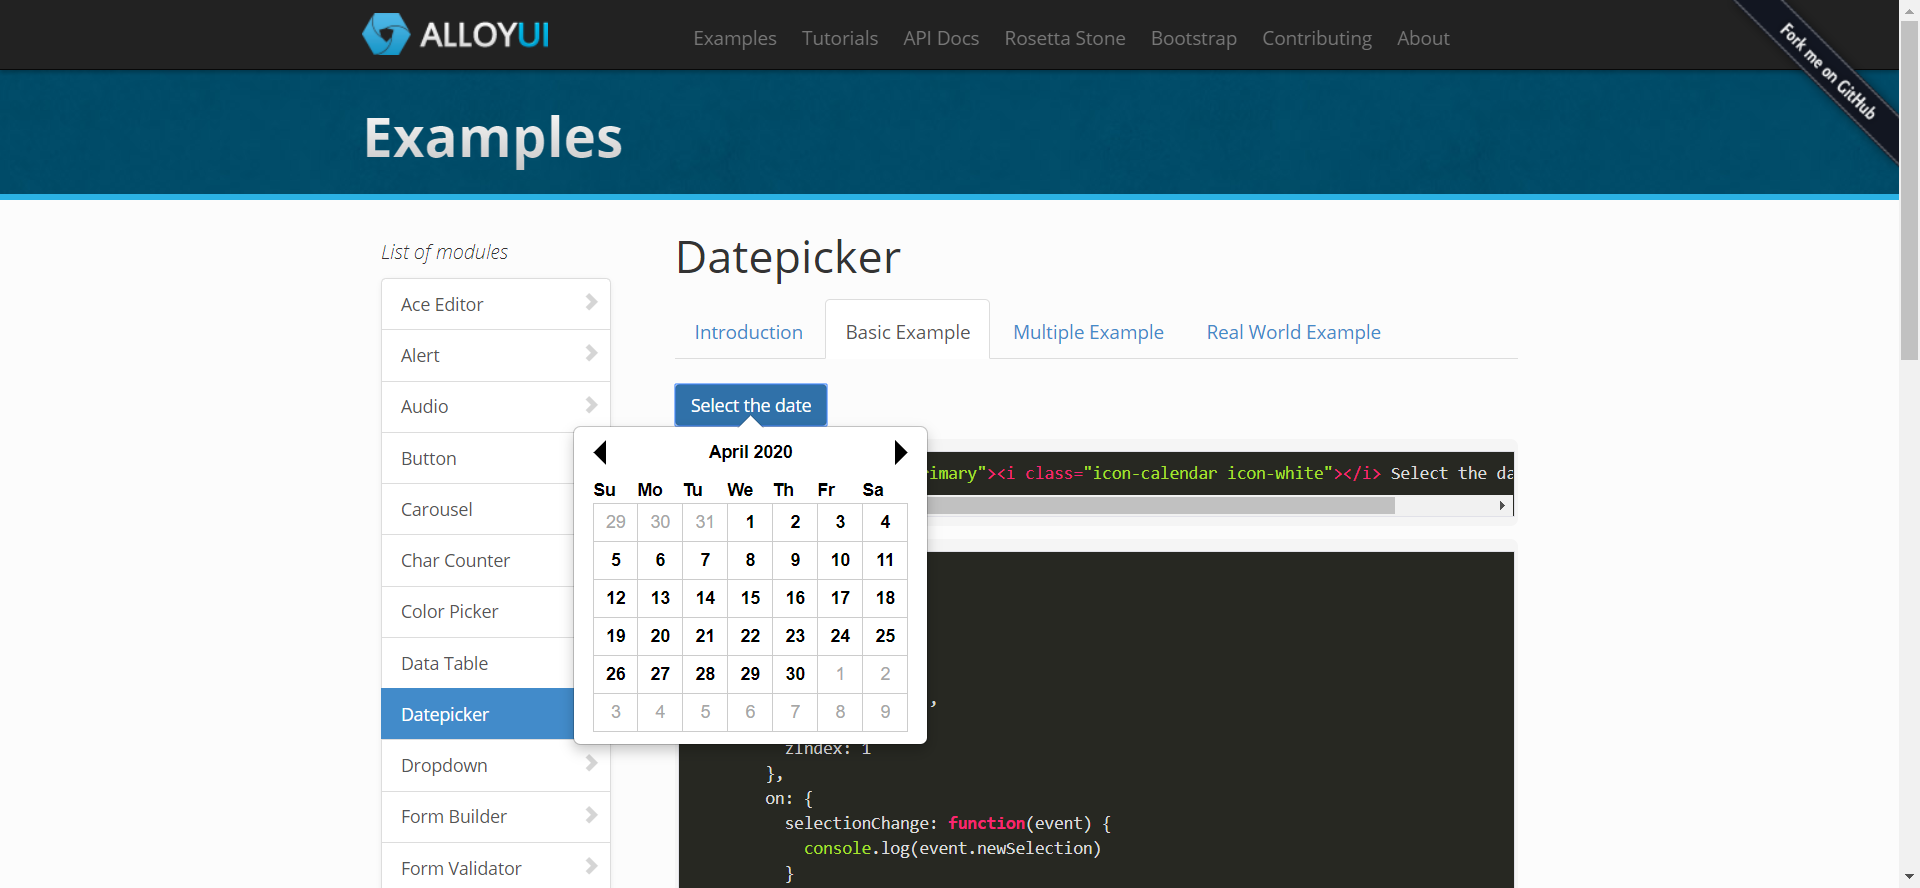 ALLOYUI
Examples Tutorials API Docs Rosetta Stone Bootstrap Contributing About
Fork me on GitHub
Examples
List of modules
Ace Editor
Alert
Audio
Button
Carousel
Char Counter
Color Picker
Data Table
Datepicker
Dropdown
Form Builder
Form Validator
Datepicker
Introduction Basic Example Multiple Example Real World Example
Select the date
April 2020
Su Mo Tu We Th Fr Sa
29 30 31 1 2 3 4
5 6 7 8 9 10 11
12 13 14 15 16 17 18
19 20 21 22 23 24 25
26 27 28 29 30 1 2
3 4 5 6 7 8 9
imary"><i class="icon-calendar icon-white"></i> Select the da
,
zIndex: 1
},
on: {
selectionChange: function(event) {
console.log(event.newSelection)
}